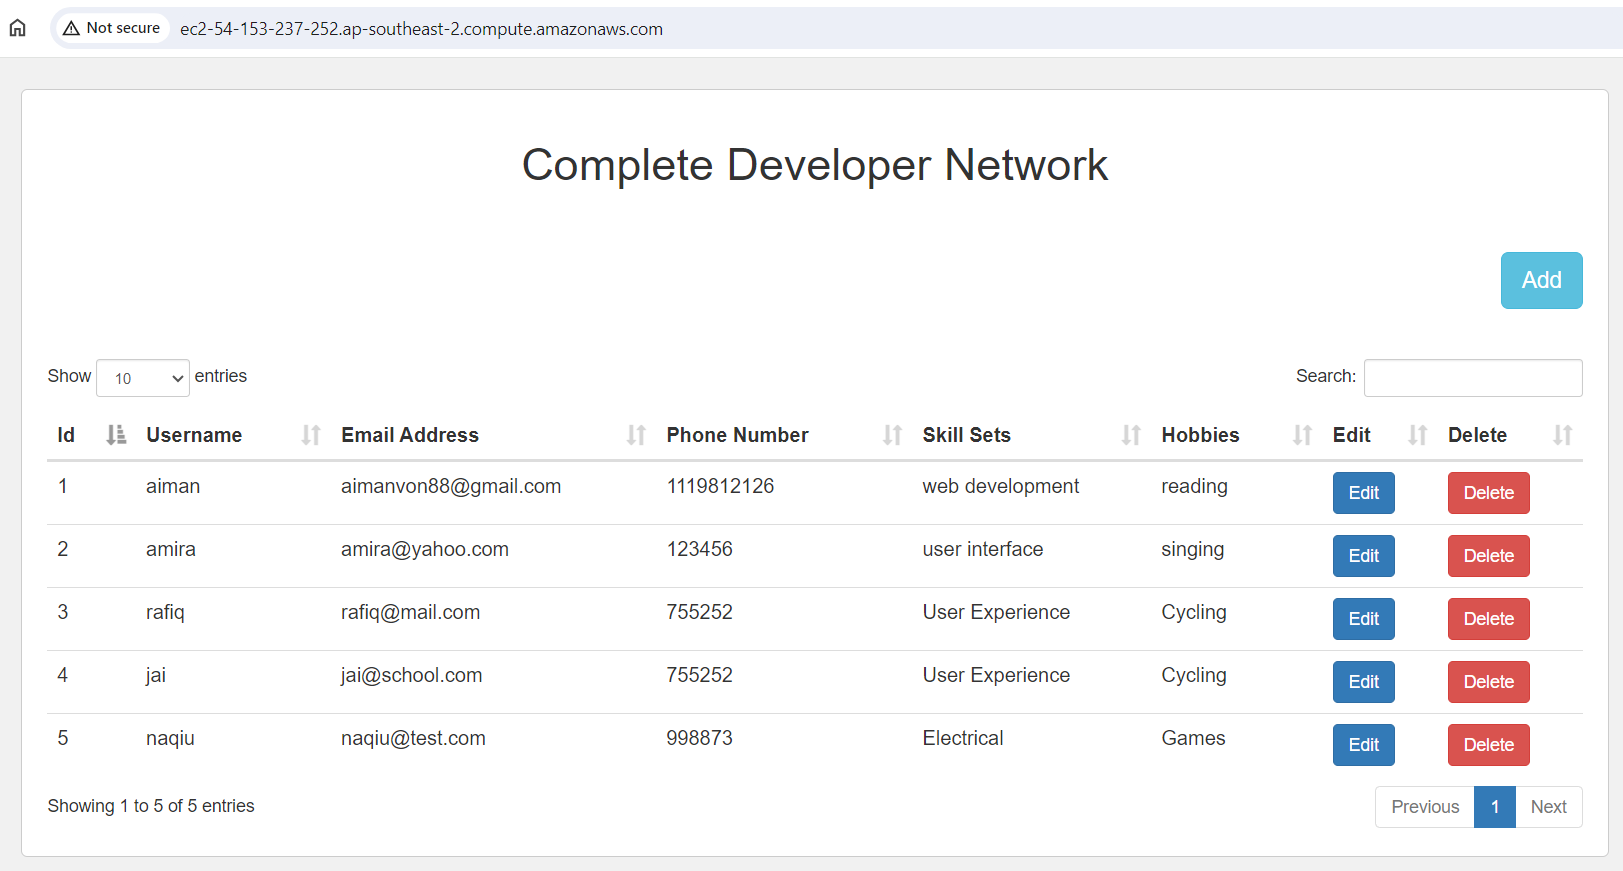 Not secure ec2-54-153-237-252.ap-southeast-2.compute.amazonaws.com
Complete Developer Network
Add
Show 10 entries Search:
Id Username Email Address Phone Number Skill Sets Hobbies Edit Delete
1 aiman aimanvon88@gmail.com 1119812126 web development reading Edit Delete
2 amira amira@yahoo.com 123456 user interface singing Edit Delete
3 rafiq rafiq@mail.com 755252 User Experience Cycling Edit Delete
4 jai jai@school.com 755252 User Experience Cycling Edit Delete
5 naqiu naqiu@test.com 998873 Electrical Games Edit Delete
Showing 1 to 5 of 5 entries Previous 1 Next